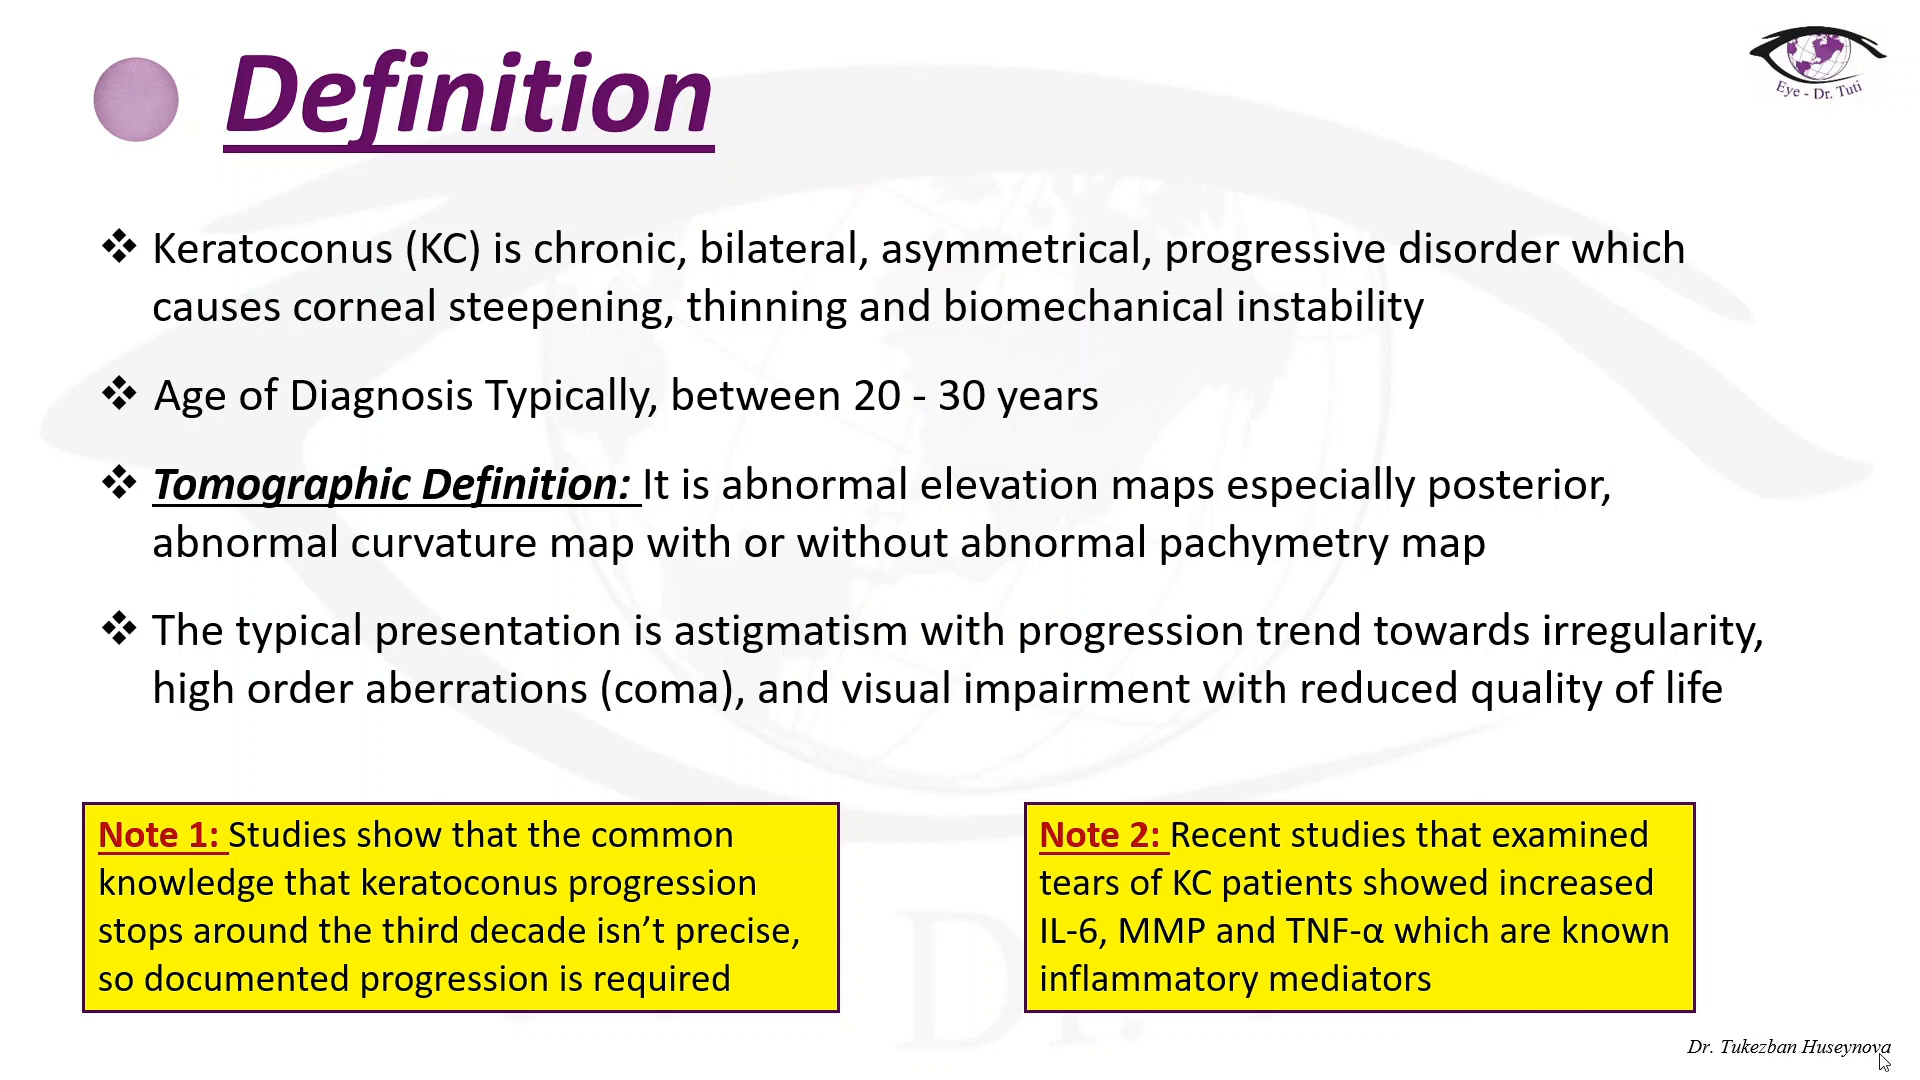 Definition
Eye - Dr. Tuti
❖ Keratoconus (KC) is chronic, bilateral, asymmetrical, progressive disorder which
causes corneal steepening, thinning and biomechanical instability
❖ Age of Diagnosis Typically, between 20 - 30 years
❖ Tomographic Definition: It is abnormal elevation maps especially posterior,
abnormal curvature map with or without abnormal pachymetry map
❖ The typical presentation is astigmatism with progression trend towards irregularity,
high order aberrations (coma), and visual impairment with reduced quality of life
Note 1: Studies show that the common
knowledge that keratoconus progression
stops around the third decade isn’t precise,
so documented progression is required
Note 2: Recent studies that examined
tears of KC patients showed increased
IL-6, MMP and TNF-α which are known
inflammatory mediators
Dr.
Dr. Tukezban Huseynova